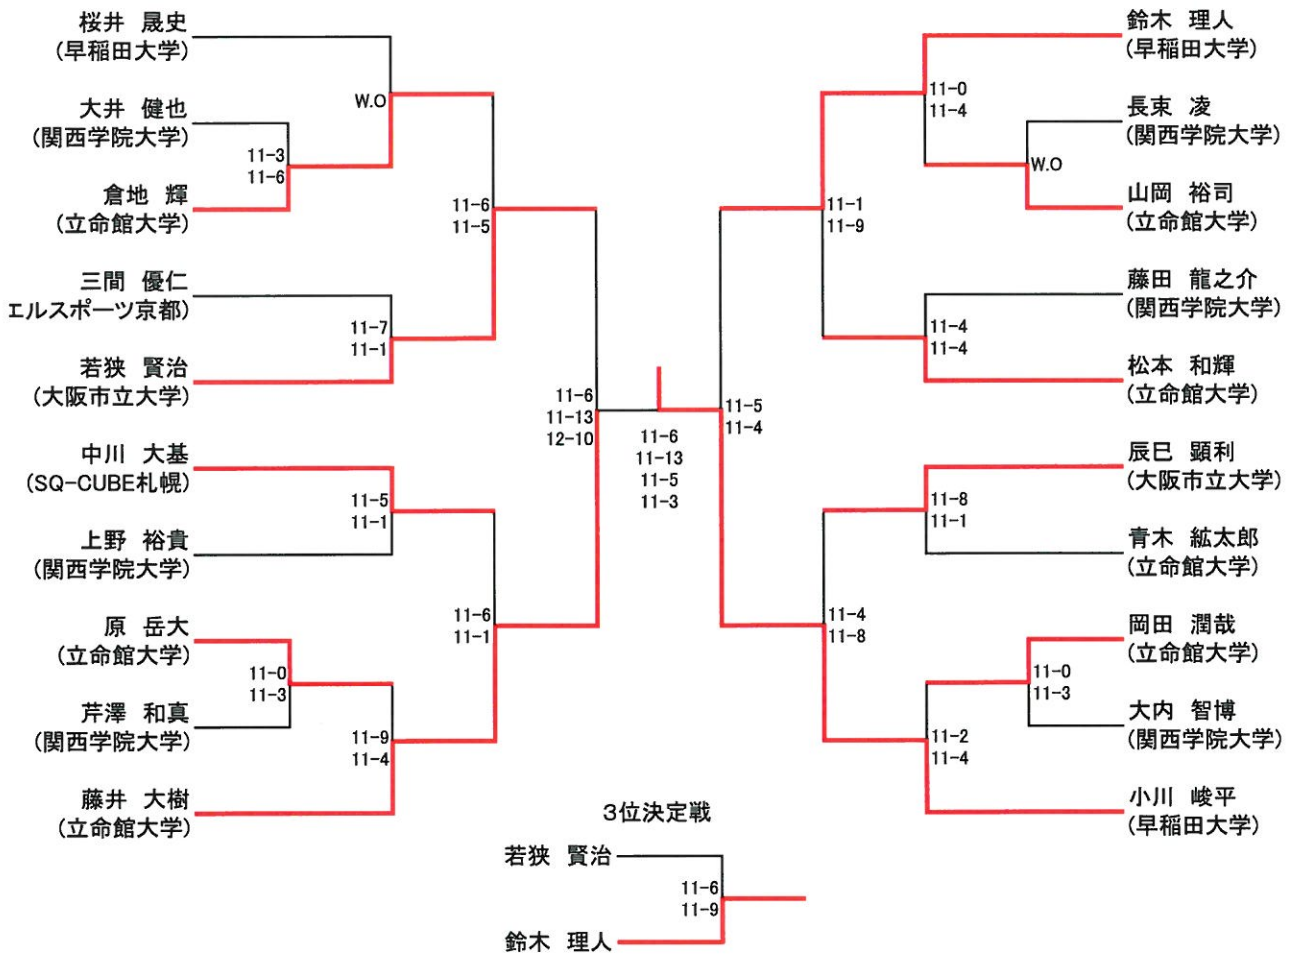 桜井 晟史
(早稲田大学)
大井 健也
(関西学院大学)
倉地 輝
(立命館大学)
三間 優仁
エルスポーツ京都)
若狭 賢治
(大阪市立大学)
中川 大基
(SQ-CUBE札幌)
上野 裕貴
(関西学院大学)
原 岳大
(立命館大学)
芹澤 和真
(関西学院大学)
藤井 大樹
(立命館大学)
W.O
11-3
11-6
11-6
11-5
11-7
11-1
11-5
11-1
11-6
11-1
11-0
11-3
11-9
11-4
11-6
11-13
12-10
11-6
11-13
11-5
11-3
11-5
11-4
11-0
11-4
W.O
11-1
11-9
11-4
11-4
11-8
11-1
11-4
11-8
11-0
11-3
11-2
11-4
鈴木 理人
(早稲田大学)
長束 凌
(関西学院大学)
山岡 裕司
(立命館大学)
藤田 龍之介
(関西学院大学)
松本 和輝
(立命館大学)
辰巳 顕利
(大阪市立大学)
青木 紘太郎
(立命館大学)
岡田 潤哉
(立命館大学)
大内 智博
(関西学院大学)
小川 峻平
(早稲田大学)
3位決定戦
若狭 賢治
11-6
11-9
鈴木 理人